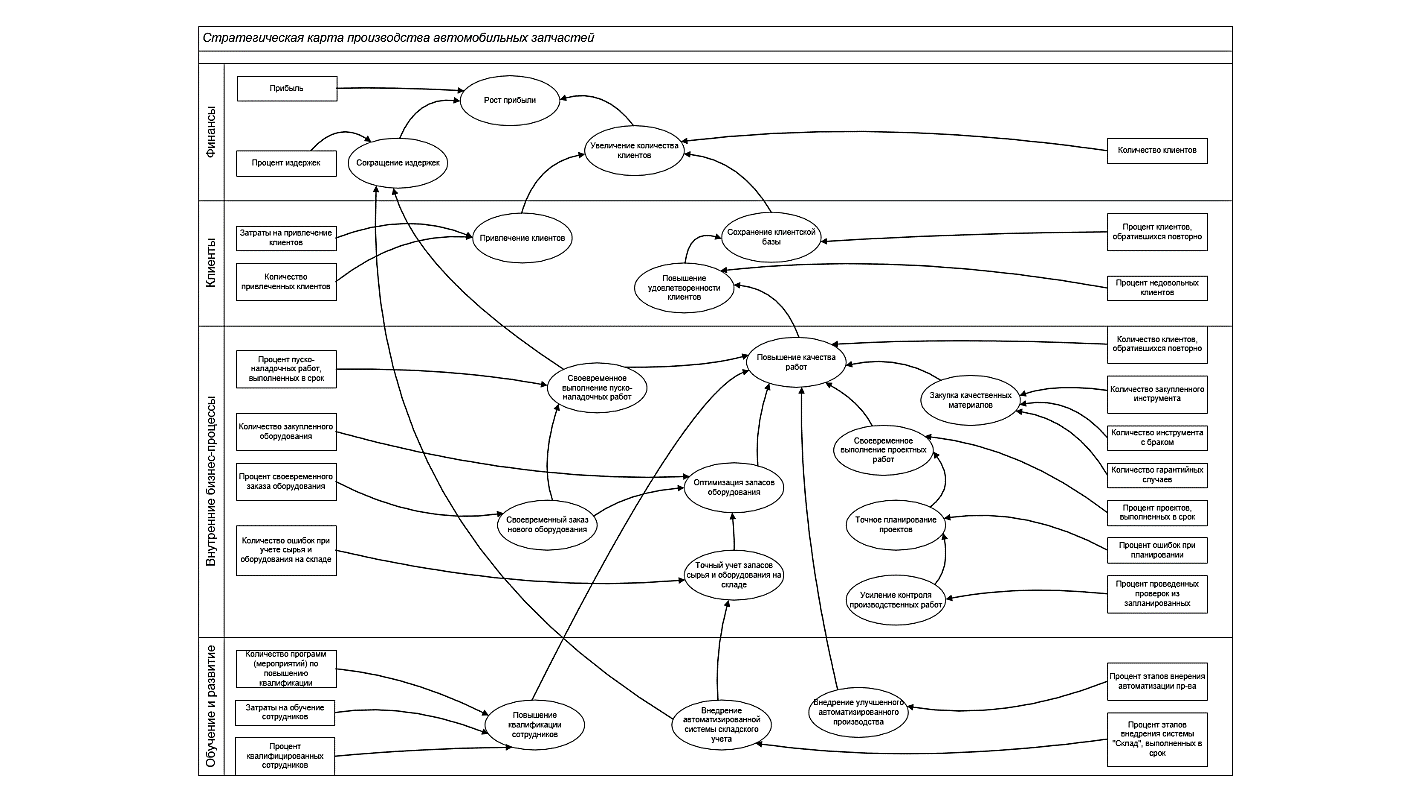 Стратегическая карта производства автомобильных запчастей
Финансы
Прибыль
Рост прибыли
Процент издержек
Сокращение издержек
Увеличение количества
клиентов
Количество клиентов
Клиенты
Затраты на привлечение
клиентов
Количество
привлеченных клиентов
Привлечение клиентов
Сохранение клиентской
базы
Повышение
удовлетворенности
клиентов
Процент клиентов,
обратившихся повторно
Процент недовольных
клиентов
Внутренние бизнес-процессы
Процент пуско-
наладочных работ,
выполненных в срок
Количество закупленного
оборудования
Процент своевременного
заказа оборудования
Количество ошибок при
учете сырья и
оборудования на складе
Своевременное
выполнение пуско-
наладочных работ
Повышение качества
работ
Закупка качественных
материалов
Своевременное
выполнение проектных
работ
Оптимизация запасов
оборудования
Своевременный заказ
нового оборудования
Точное планирование
проектов
Точный учет запасов
сырья и оборудования на
складе
Усиление контроля
производственных работ
Количество клиентов,
обратившихся повторно
Количество закупленного
инструмента
Количество инструмента
с браком
Количество гарантийных
случаев
Процент проектов,
выполненных в срок
Процент ошибок при
планировании
Процент проведенных
проверок из
запланированных
Обучение и развитие
Количество программ
(мероприятий) по
повышению
квалификации
Затраты на обучение
сотрудников
Процент
квалифицированных
сотрудников
Повышение
квалификации
сотрудников
Внедрение
автоматизированной
системы складского
учета
Внедрение улучшенного
автоматизированного
производства
Процент этапов внерения
автоматизации пр-ва
Процент этапов
внедрения системы
"Склад", выполненных в
срок